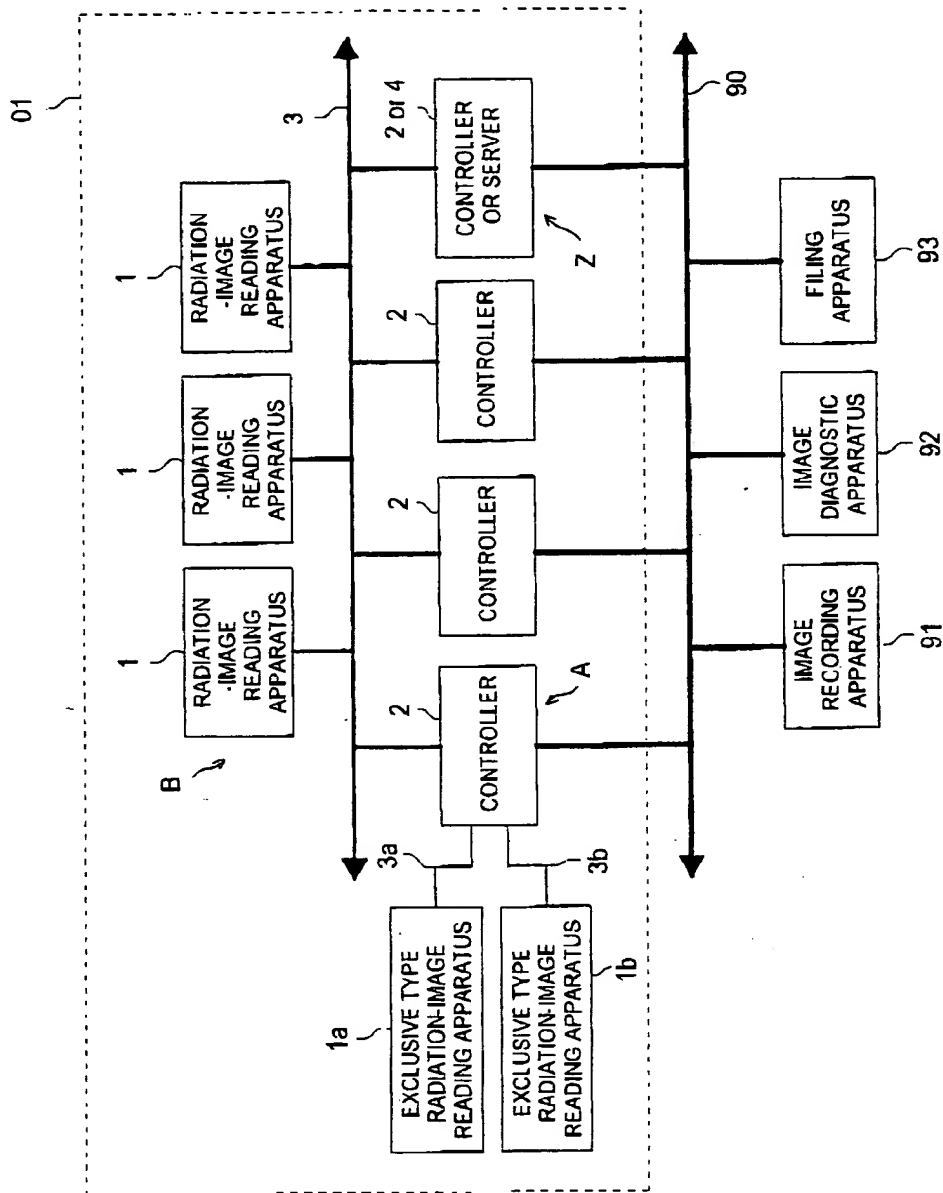 01
1
RADIATION
-IMAGE
READING
APPARATUS
1
RADIATION
-IMAGE
READING
APPARATUS
1
RADIATION
-IMAGE
READING
APPARATUS
B
3
2
CONTROLLER
A
2
CONTROLLER
2
CONTROLLER
2 or 4
CONTROLLER
OR SERVER
Z
3a
3b
1a
EXCLUSIVE TYPE
RADIATION-IMAGE
READING APPARATUS
EXCLUSIVE TYPE
RADIATION-IMAGE
READING APPARATUS
1b
90
IMAGE
RECORDING
APPARATUS
91
IMAGE
DIAGNOSTIC
APPARATUS
92
FILING
APPARATUS
93